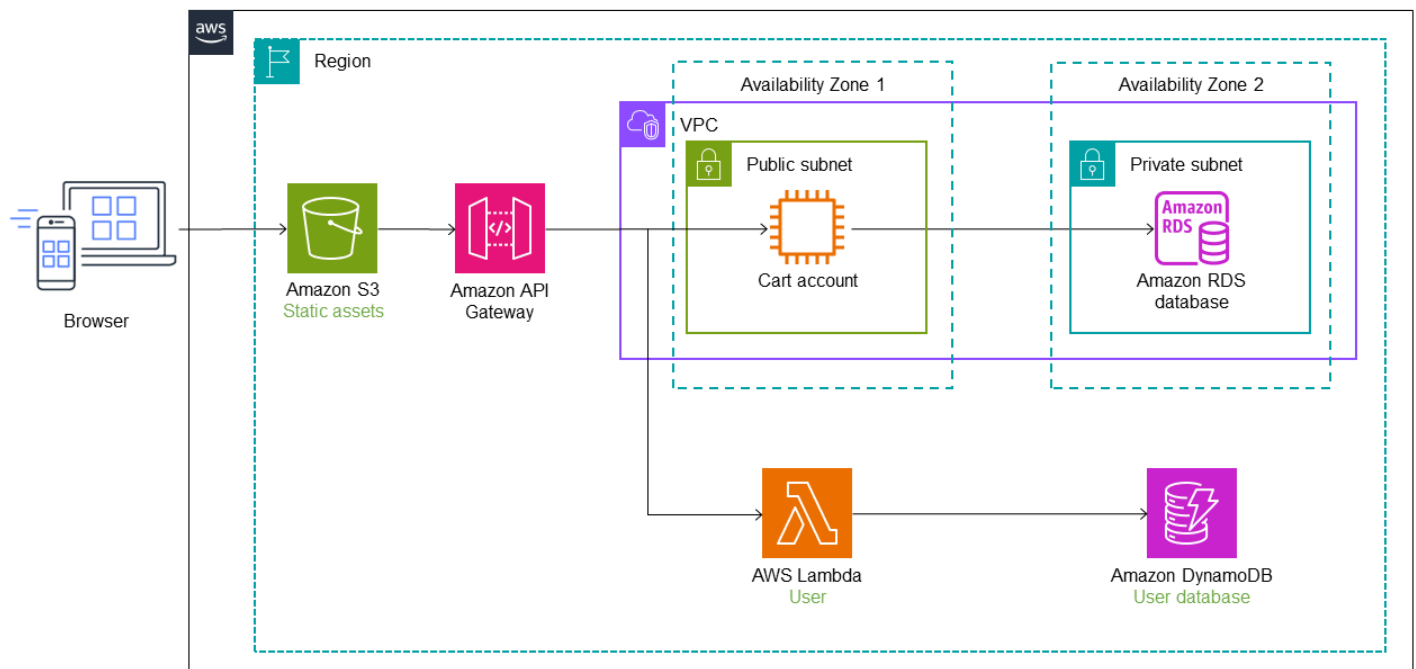 aws
Region
Availability Zone 1
Availability Zone 2
VPC
Public subnet
Private subnet
Amazon
RDS
</>
Cart account
Amazon RDS
database
Amazon S3
Static assets
Amazon API
Gateway
Browser
AWS Lambda
User
Amazon DynamoDB
User database